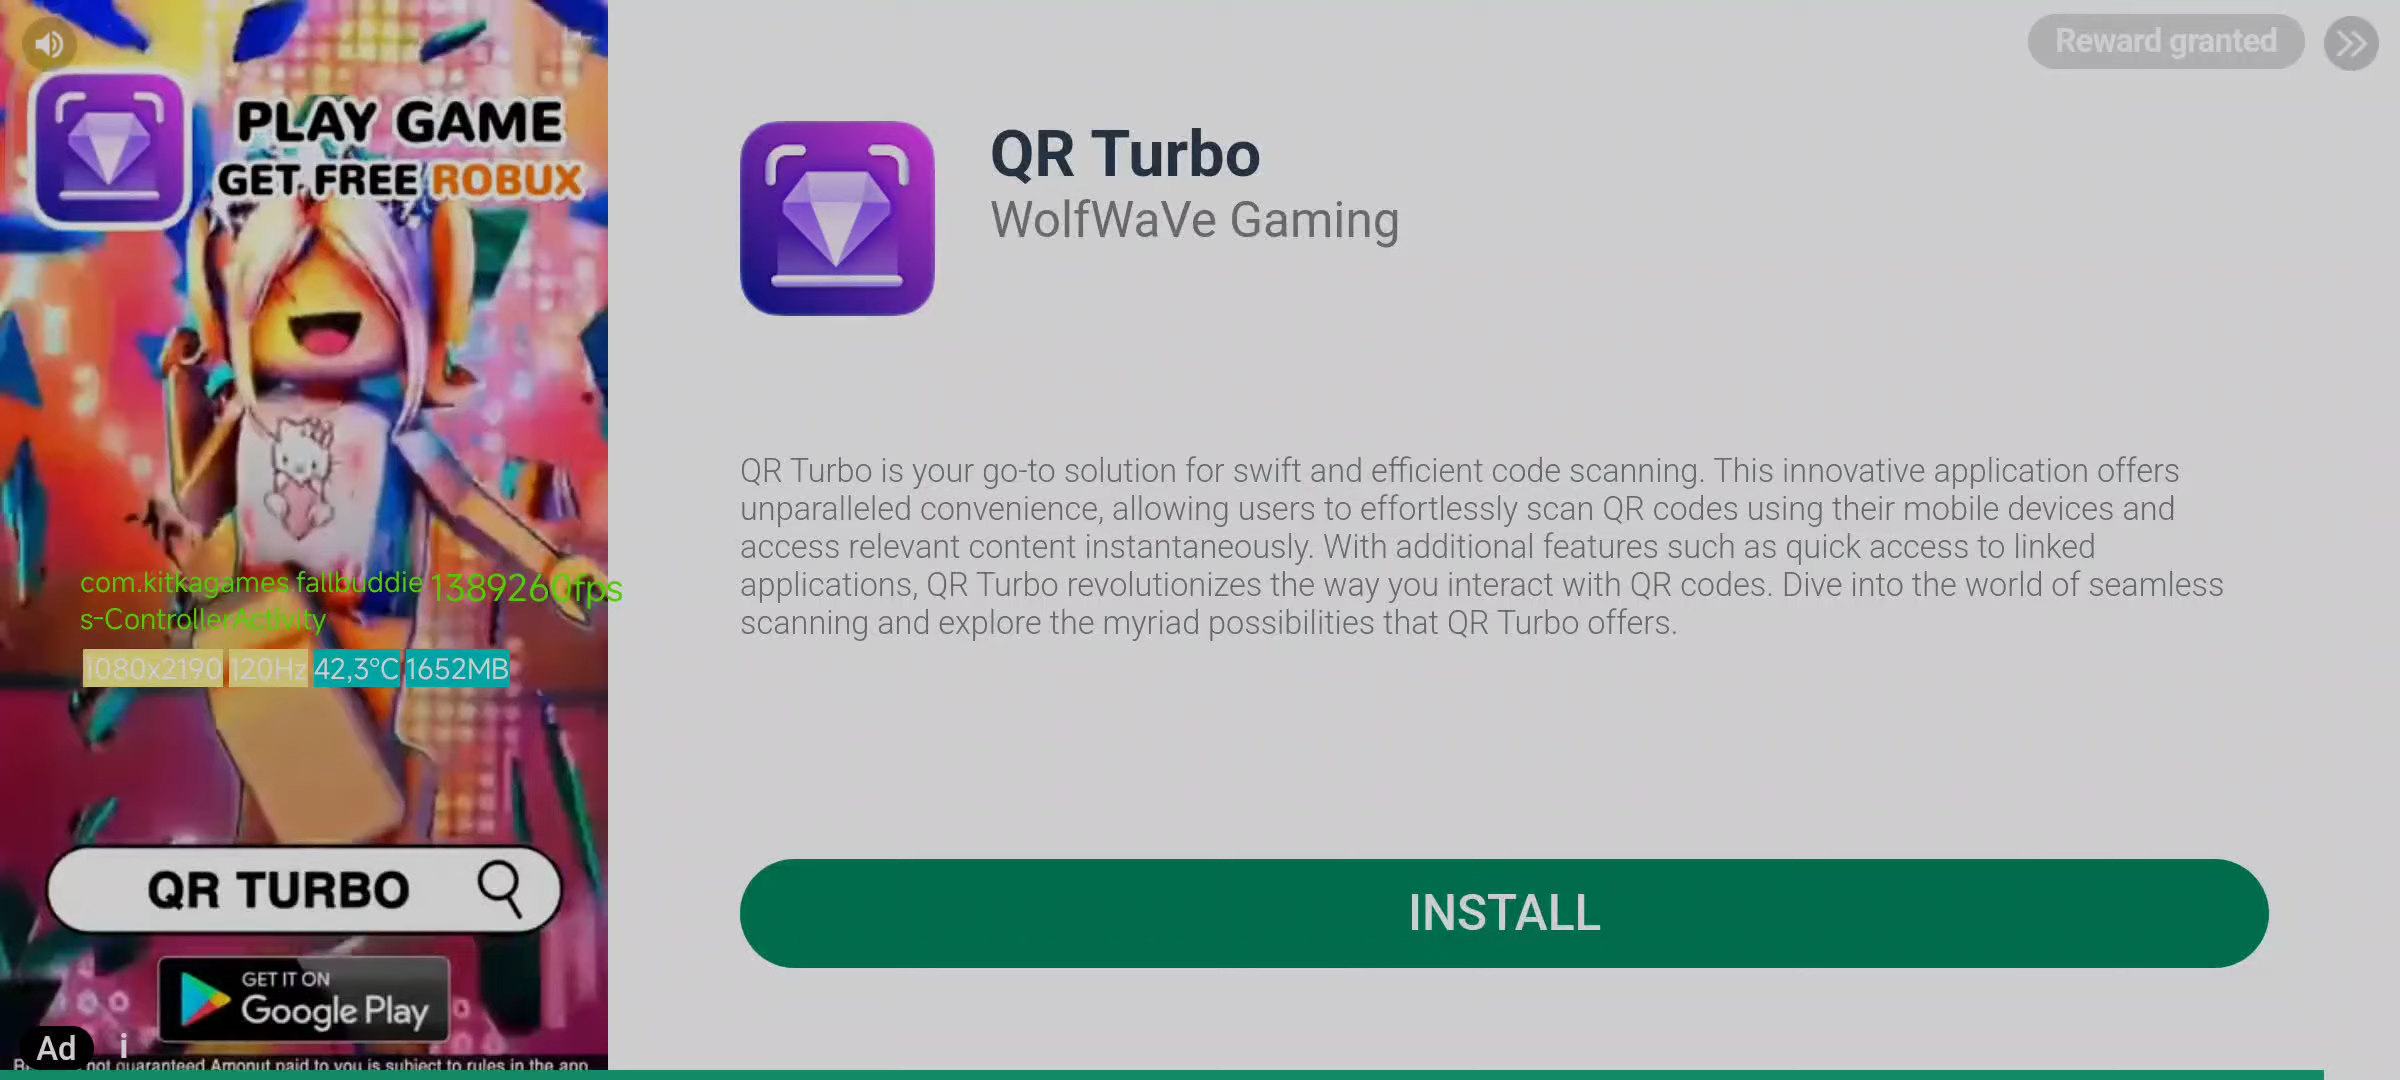 Reward granted
PLAY GAME
GET FREE ROBUX
QR Turbo
WolfWaVe Gaming
QR Turbo is your go-to solution for swift and efficient code scanning. This innovative application offers
unparalleled convenience, allowing users to effortlessly scan QR codes using their mobile devices and
access relevant content instantaneously. With additional features such as quick access to linked
applications, QR Turbo revolutionizes the way you interact with QR codes. Dive into the world of seamless
scanning and explore the myriad possibilities that QR Turbo offers.
com.kitkagames.fallbuddie 1389260fps
s-ControllerActivity
1080x2190 120Hz 42,3°C 1652MB
QR TURBO
INSTALL
GET IT ON
Google Play
Ad i
not guaranteed Amonut paid to you is subject to rules in the app